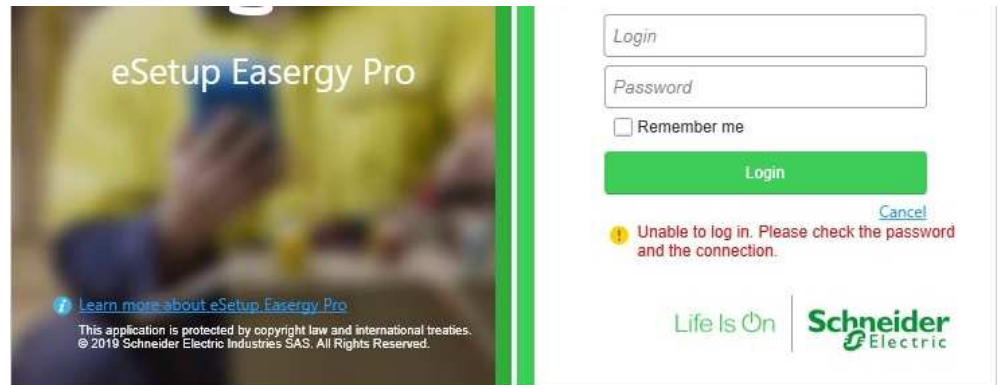 eSetup Easergy Pro
Learn more about eSetup Easergy Pro
This application is protected by copyright law and international treaties.
© 2019 Schneider Electric Industries SAS. All Rights Reserved.
Login
Password
Remember me
Login
Cancel
Unable to log in. Please check the password
and the connection.
Life Is On
Schneider
Electric